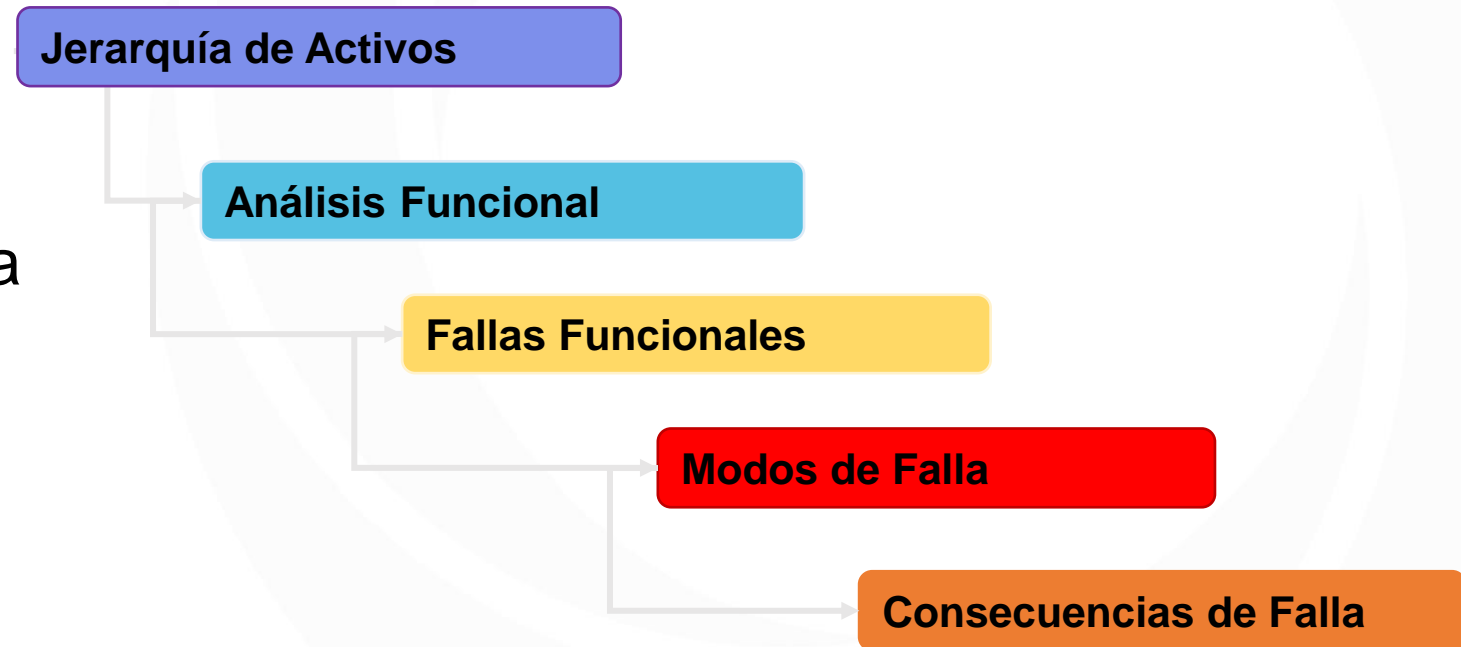 Jerarquía de Activos
Análisis Funcional
a
Fallas Funcionales
Modos de Falla
Consecuencias de Falla